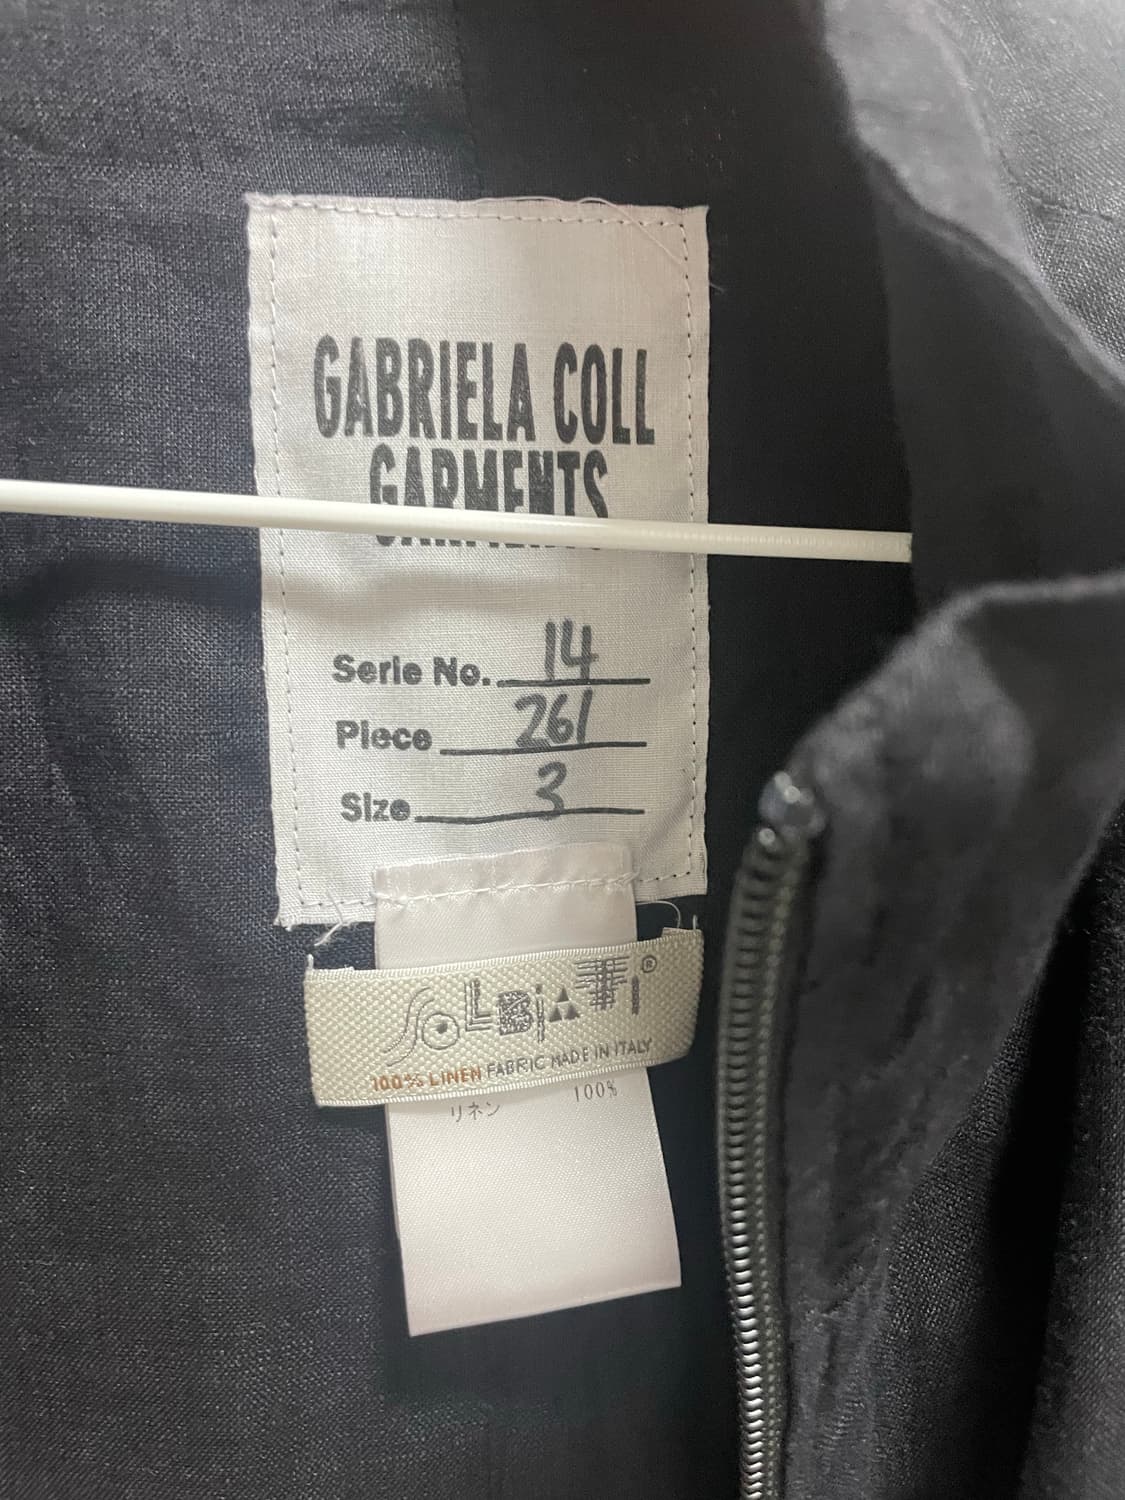 GABRIELA COLL
GARMENTS
Serie No. 14
Piece 261
Size 3
SOLBIATI®
100% LINEN FABRIC MADE IN ITALY
リネン 100%